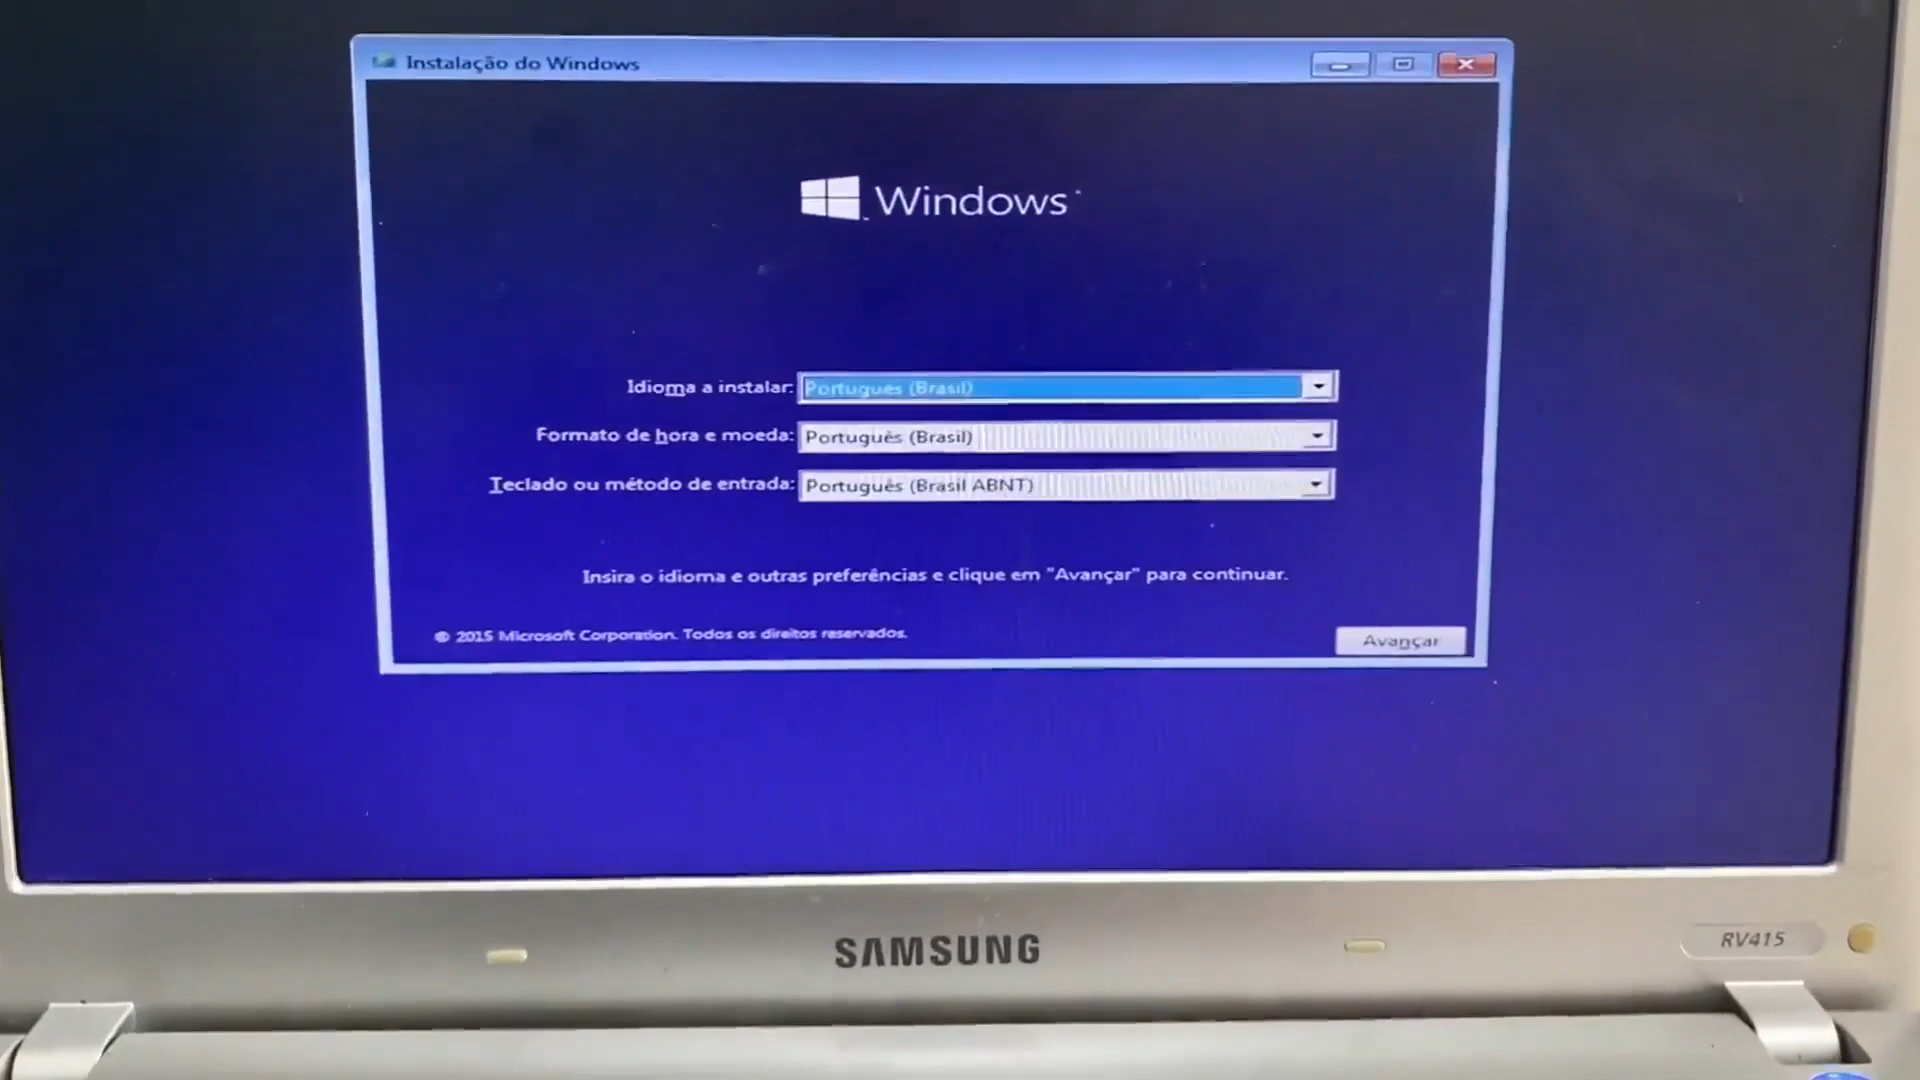 Instalação do Windows
Windows
Idioma a instalar: Português (Brasil)
Formato de hora e moeda: Português (Brasil)
Teclado ou método de entrada: Português (Brasil ABNT)
Insira o idioma e outras preferências e clique em "Avançar" para continuar.
© 2015 Microsoft Corporation. Todos os direitos reservados.
Avançar
SAMSUNG
RV415